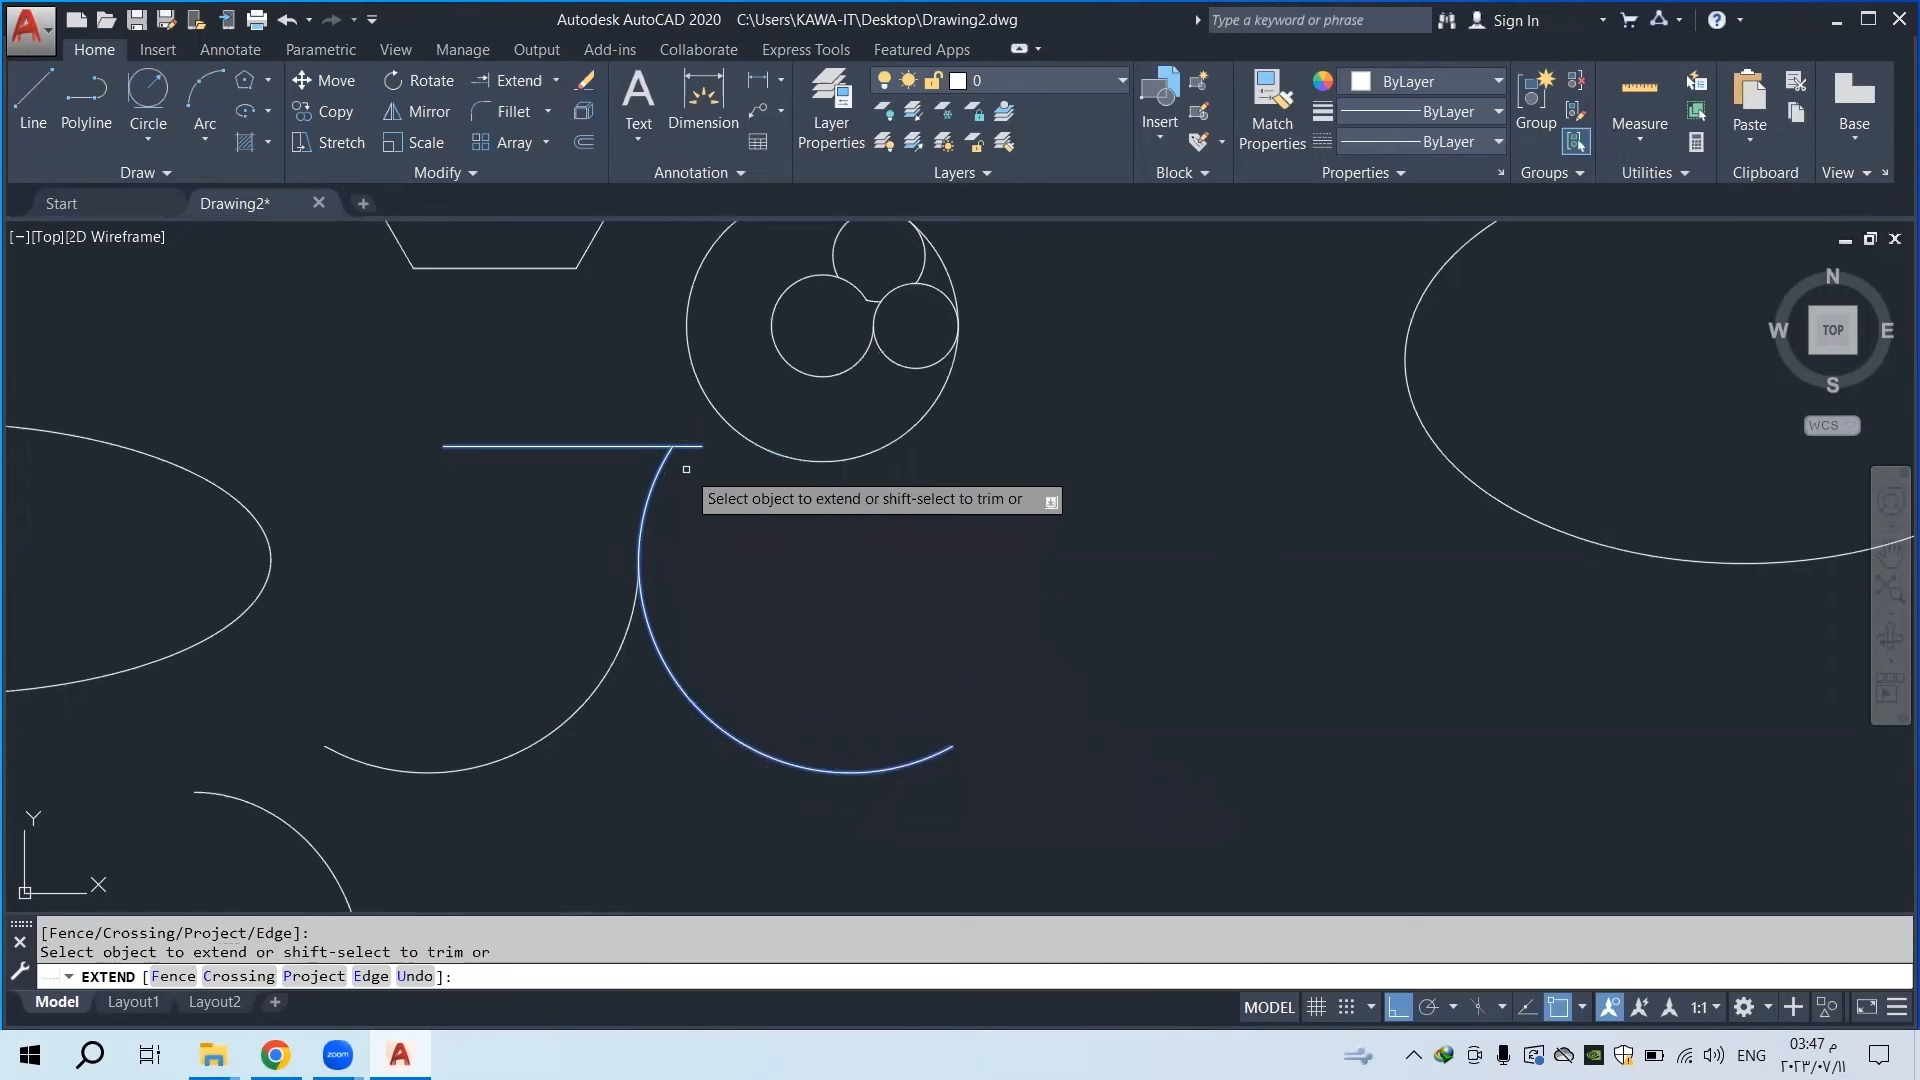 Autodesk AutoCAD 2020 C:\Users\KAWA-IT\Desktop\Drawing2.dwg
Type a keyword or phrase
Sign In
Home Insert Annotate Parametric View Manage Output Add-ins Collaborate Express Tools Featured Apps
Line Polyline Circle Arc
Move Rotate Extend
Copy Mirror Fillet
Stretch Scale Array
Text Dimension
Layer Properties
0
Insert
Match Properties
ByLayer
ByLayer
ByLayer
Group
Measure
Paste
Base
Draw Modify Annotation Layers Block Properties Groups Utilities Clipboard View
Start Drawing2*
[−][Top][2D Wireframe]
N
W TOP E
S
WCS
Select object to extend or shift-select to trim or
Y
X
[Fence/Crossing/Project/Edge]:
Select object to extend or shift-select to trim or
EXTEND [Fence Crossing Project Edge Undo]:
Model Layout1 Layout2
MODEL 1:1
zoom
ENG
03:47 م
٢٠٢٣/٠٧/١١